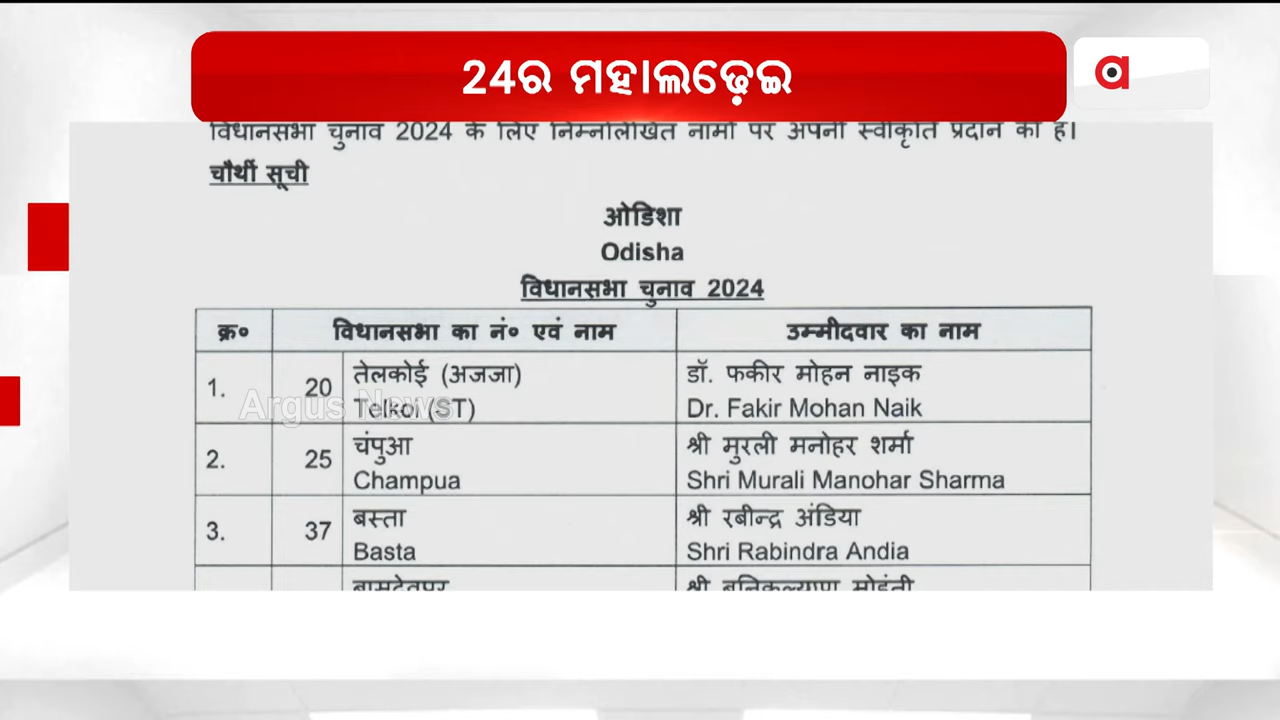 24ର ମହାଲଢ଼େଇ
विधानसभा चुनाव 2024 के लिए निम्नलिखित नामों पर अपनी स्वीकृति प्रदान की है।
चौथीं सूची
ओडिशा
Odisha
विधानसभा चुनाव 2024
क्र० विधानसभा का नं० एवं नाम उम्मीदवार का नाम
1. 20 तेलकोई (अजजा) डॉ. फकीर मोहन नाइक
Telkoi (ST) Dr. Fakir Mohan Naik
Argus News
2. 25 चंपुआ श्री मुरली मनोहर शर्मा
Champua Shri Murali Manohar Sharma
3. 37 बस्ता श्री रबीन्द्र अंडिया
Basta Shri Rabindra Andia
श्री